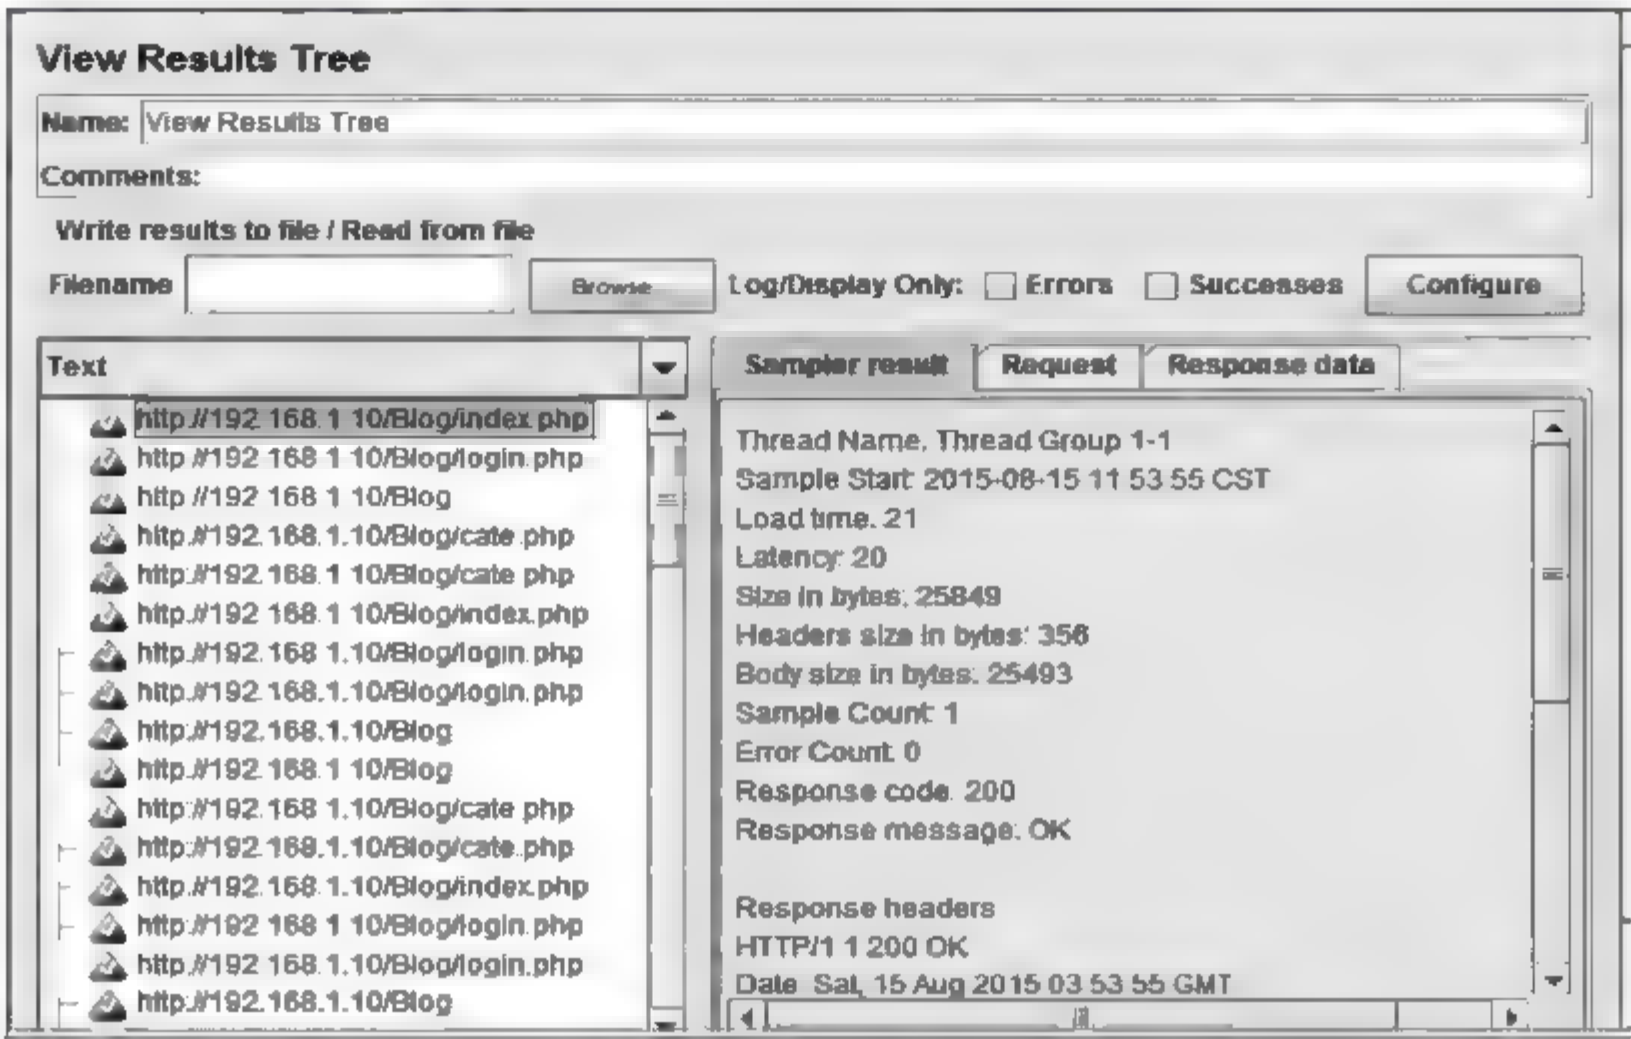 View Results Tree
Name: View Results Tree
Comments:
Write results to file / Read from file
Filename Browse... Log/Display Only: Errors Successes Configure
Text
http://192.168.1.10/Blog/index.php
http://192.168.1.10/Blog/login.php
http://192.168.1.10/Blog
http://192.168.1.10/Blog/cate.php
http://192.168.1.10/Blog/cate.php
http://192.168.1.10/Blog/index.php
http://192.168.1.10/Blog/login.php
http://192.168.1.10/Blog/login.php
http://192.168.1.10/Blog
http://192.168.1.10/Blog
http://192.168.1.10/Blog/cate.php
http://192.168.1.10/Blog/cate.php
http://192.168.1.10/Blog/index.php
http://192.168.1.10/Blog/login.php
http://192.168.1.10/Blog/login.php
http://192.168.1.10/Blog
Sampler result Request Response data
Thread Name: Thread Group 1-1
Sample Start: 2015-08-15 11:53:55 CST
Load time: 21
Latency: 20
Size in bytes: 25849
Headers size in bytes: 356
Body size in bytes: 25493
Sample Count: 1
Error Count: 0
Response code: 200
Response message: OK
Response headers
HTTP/1.1 200 OK
Date: Sat, 15 Aug 2015 03:53:55 GMT